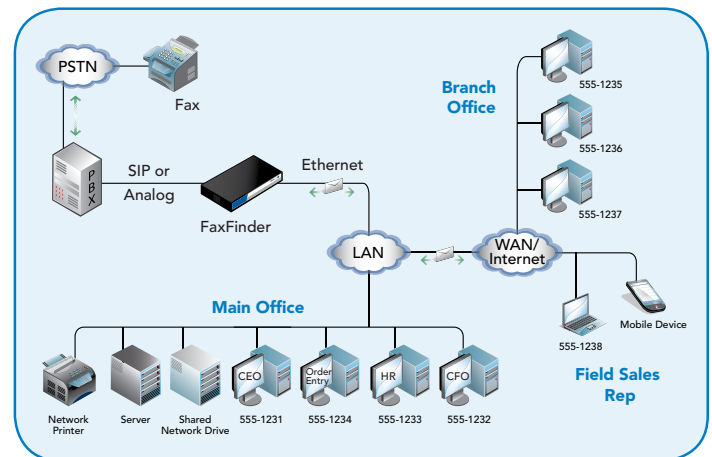 PSTN
Fax
PBX
SIP or
Analog
FaxFinder
Ethernet
LAN
WAN/
Internet
Branch
Office
555-1235
555-1236
555-1237
555-1238
Mobile Device
Field Sales
Rep
Main Office
Network
Printer
Server
Shared
Network Drive
CEO
555-1231
Order
Entry
555-1234
HR
555-1233
CFO
555-1232